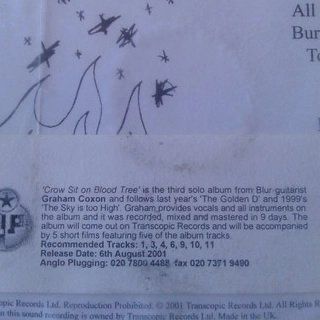 All
Bur
To
'Crow Sit on Blood Tree' is the third solo album from Blur guitarist
Graham Coxon and follows last year's 'The Golden D' and 1999's
'The Sky is too High'. Graham provides vocals and all instruments on
the album and it was recorded, mixed and mastered in 9 days. The
album will come out on Transcopic Records and will be accompanied
by 5 short films featuring five of the album tracks.
Recommended Tracks: 1, 3, 4, 6, 9, 10, 11
Release Date: 6th August 2001
Anglo Plugging: 020 7800 4488 fax 020 7371 9490
opic Records Ltd. Reproduction Prohibited. © 2001 Transcopic Records Ltd. All Rights R
on this sound recording is owned by Transcopic Records Ltd. Made in the UK.